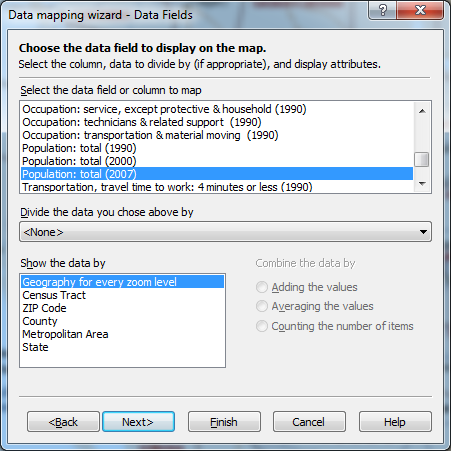 Data mapping wizard - Data Fields
Choose the data field to display on the map.
Select the column, data to divide by (if appropriate), and display attributes.
Select the data field or column to map
Occupation: service, except protective & household (1990)
Occupation: technicians & related support  (1990)
Occupation: transportation & material moving  (1990)
Population: total (1990)
Population: total (2000)
Population: total (2007)
Transportation, travel time to work: 4 minutes or less (1990)
Divide the data you chose above by
<None>
Show the data by
Geography for every zoom level
Census Tract
ZIP Code
County
Metropolitan Area
State
Combine the data by
Adding the values
Averaging the values
Counting the number of items
<Back
Next>
Finish
Cancel
Help